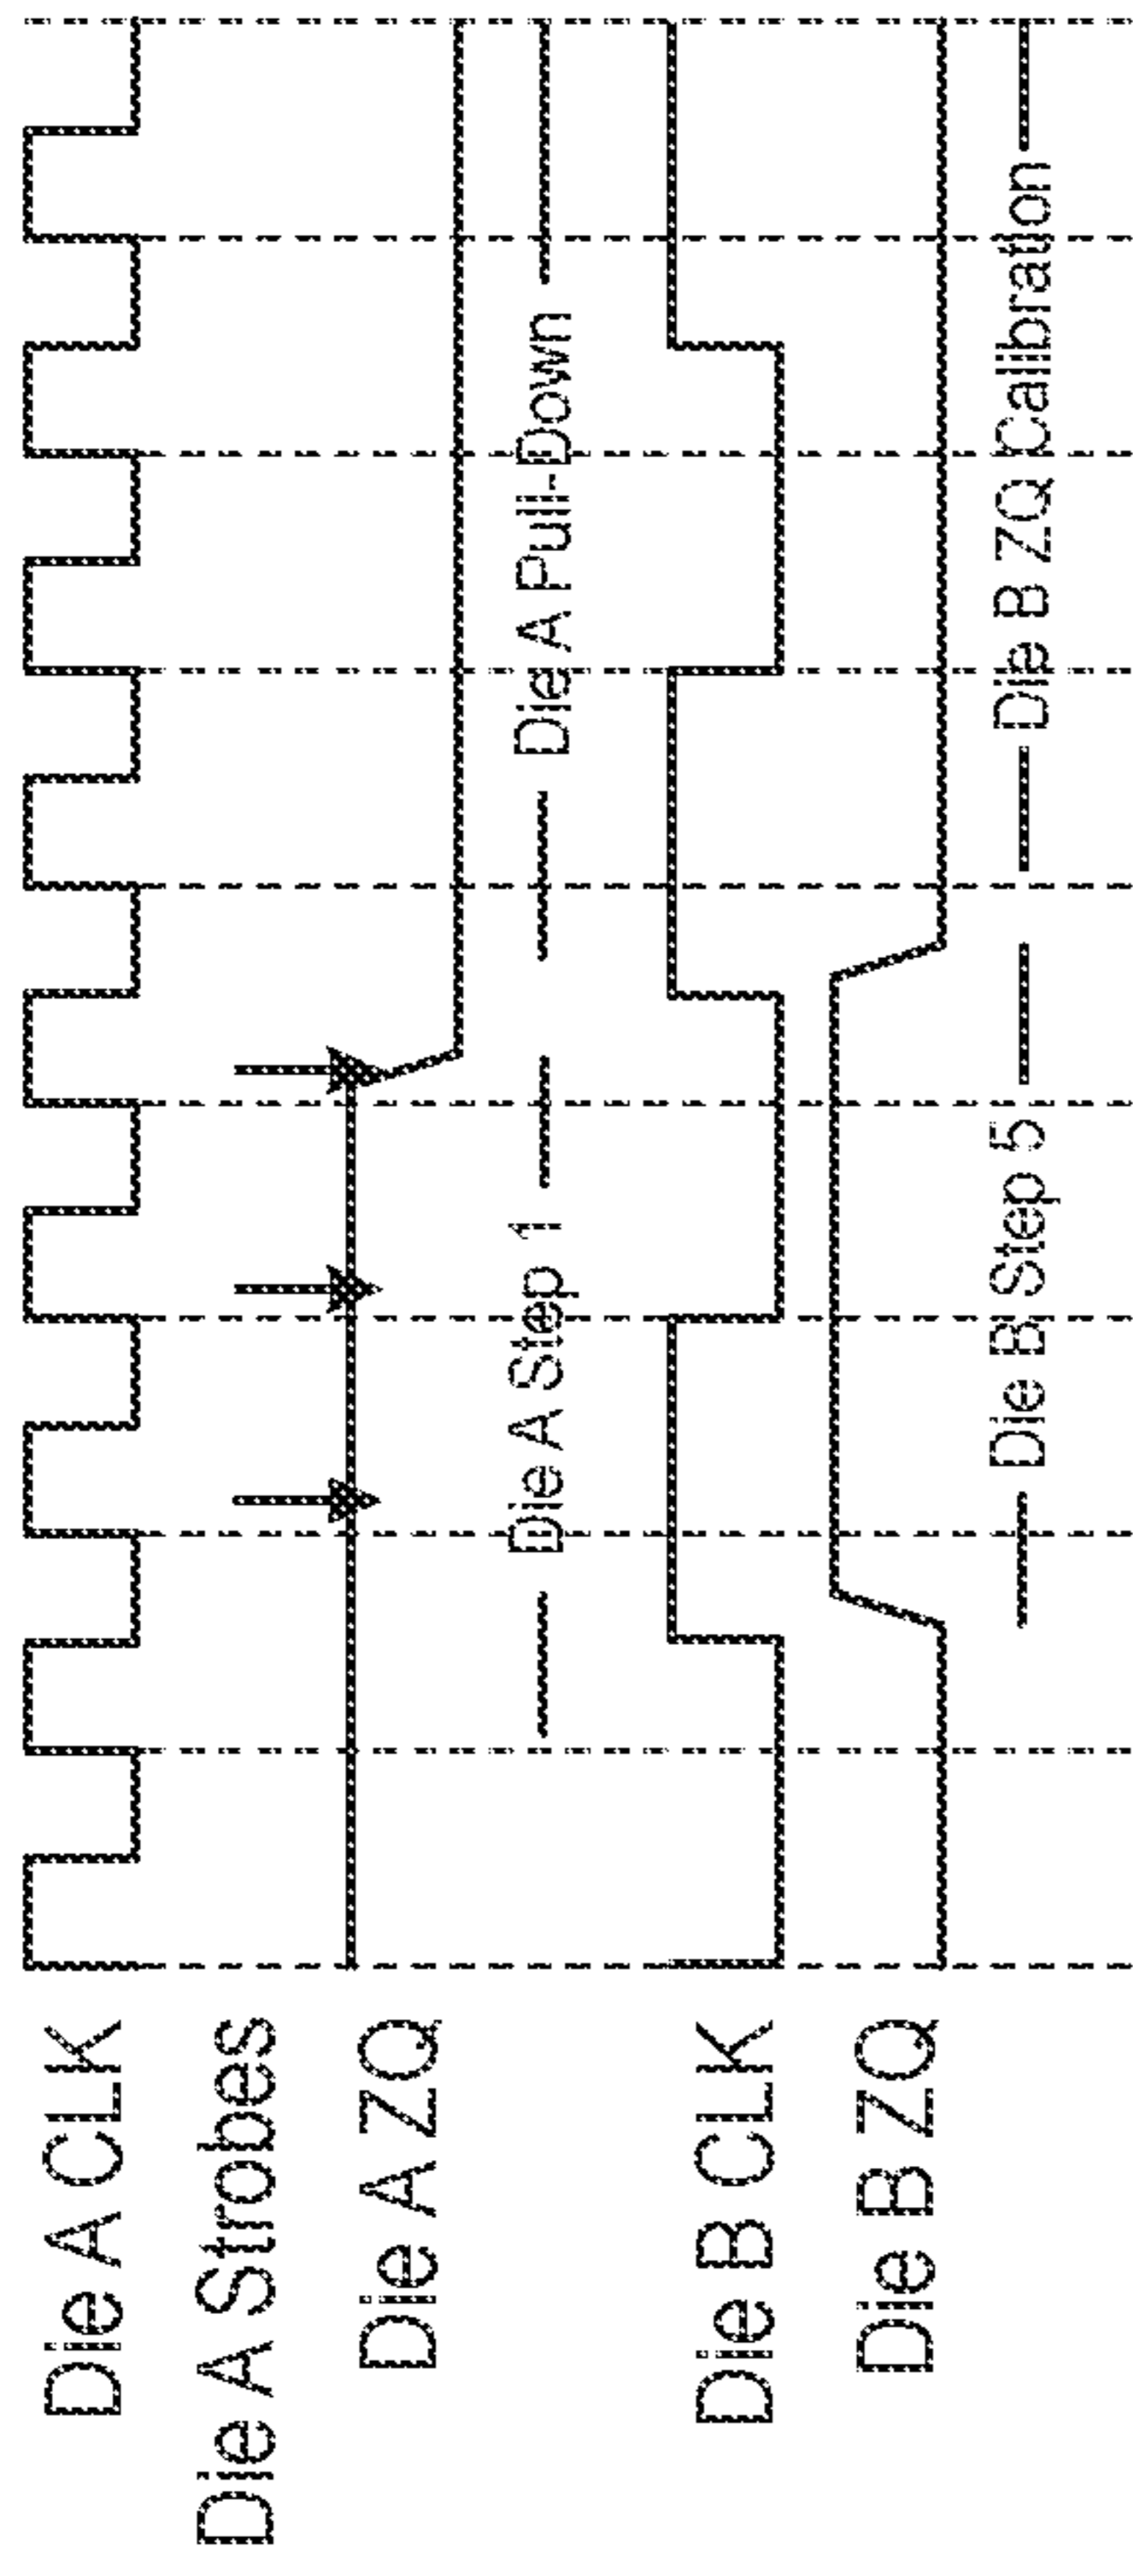 Die A CLK
Die A Strobes
Die A ZQ
Die A Step 1
Die A Pull-Down
Die B CLK
Die B ZQ
Die B Step 5
Die B ZQ Calibration